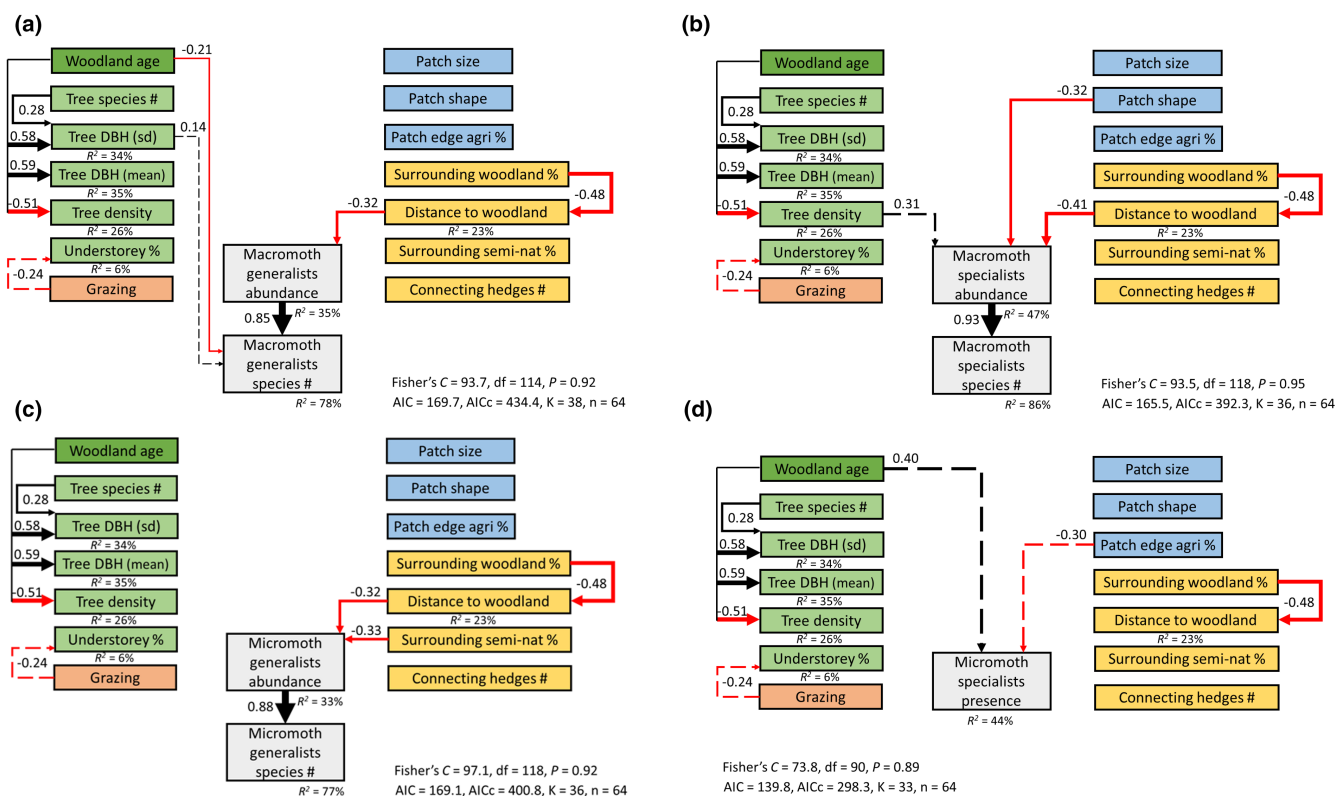 (a)
Woodland age
-0.21
Tree species #
0.28
Tree DBH (sd)
0.14
0.58
R² = 34%
0.59
Tree DBH (mean)
R² = 35%
-0.51
Tree density
R² = 26%
Understorey %
R² = 6%
-0.24
Grazing
Patch size
Patch shape
Patch edge agri %
Surrounding woodland %
-0.48
-0.32
Distance to woodland
R² = 23%
Surrounding semi-nat %
Connecting hedges #
Macromoth
generalists
abundance
R² = 35%
0.85
Macromoth
generalists
species #
R² = 78%
Fisher's C = 93.7, df = 114, P = 0.92
AIC = 169.7, AICc = 434.4, K = 38, n = 64
(b)
Woodland age
Tree species #
0.28
Tree DBH (sd)
0.58
R² = 34%
0.59
Tree DBH (mean)
R² = 35%
-0.51
Tree density
0.31
R² = 26%
Understorey %
R² = 6%
-0.24
Grazing
Patch size
-0.32
Patch shape
Patch edge agri %
Surrounding woodland %
-0.48
-0.41
Distance to woodland
R² = 23%
Surrounding semi-nat %
Connecting hedges #
Macromoth
specialists
abundance
R² = 47%
0.93
Macromoth
specialists
species #
R² = 86%
Fisher's C = 93.5, df = 118, P = 0.95
AIC = 165.5, AICc = 392.3, K = 36, n = 64
(c)
Woodland age
Tree species #
0.28
Tree DBH (sd)
0.58
R² = 34%
0.59
Tree DBH (mean)
R² = 35%
-0.51
Tree density
R² = 26%
Understorey %
R² = 6%
-0.24
Grazing
Patch size
Patch shape
Patch edge agri %
Surrounding woodland %
-0.48
-0.32
Distance to woodland
R² = 23%
-0.33
Surrounding semi-nat %
Connecting hedges #
Micromoth
generalists
abundance
R² = 33%
0.88
Micromoth
generalists
species #
R² = 77%
Fisher's C = 97.1, df = 118, P = 0.92
AIC = 169.1, AICc = 400.8, K = 36, n = 64
(d)
Woodland age
0.40
Tree species #
0.28
Tree DBH (sd)
0.58
R² = 34%
0.59
Tree DBH (mean)
R² = 35%
-0.51
Tree density
R² = 26%
Understorey %
R² = 6%
-0.24
Grazing
Patch size
Patch shape
-0.30
Patch edge agri %
Surrounding woodland %
-0.48
Distance to woodland
R² = 23%
Surrounding semi-nat %
Connecting hedges #
Micromoth
specialists
presence
R² = 44%
Fisher's C = 73.8, df = 90, P = 0.89
AIC = 139.8, AICc = 298.3, K = 33, n = 64